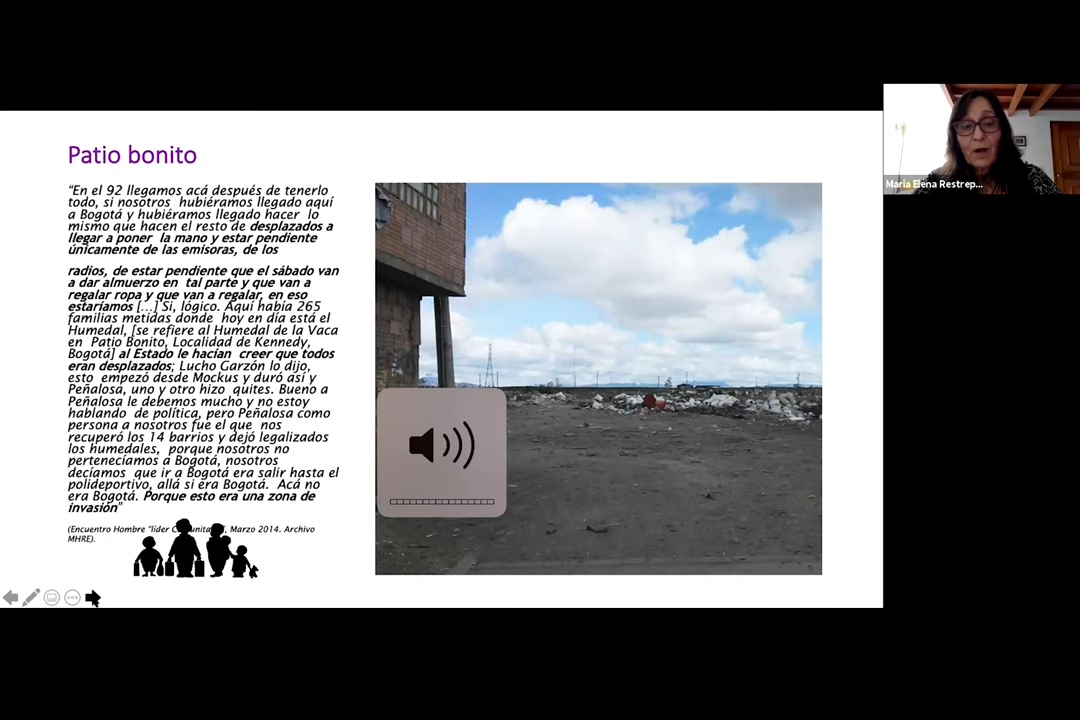 Patio bonito
"En el 92 llegamos acá después de tenerlo
todo, si nosotros hubiéramos llegado aquí
a Bogotá y hubiéramos llegado hacer lo
mismo que hacen el resto de desplazados a
llegar a poner la mano y estar pendiente
únicamente de las emisoras, de los
radios, de estar pendiente que el sábado van
a dar almuerzo en tal parte y que van a
regalar ropa y que van a regalar, en eso
estaríamos [...] Si, lógico. Aquí había 265
familias metidas donde hoy en día está el
Humedal, [se refiere al Humedal de la Vaca
en Patio Bonito, Localidad de Kennedy,
Bogotá] al Estado le hacían creer que todos
eran desplazados; Lucho Garzón lo dijo,
esto empezó desde Mockus y duró así y
Peñalosa, uno y otro hizo quites. Bueno a
Peñalosa le debemos mucho y no estoy
hablando de política, pero Peñalosa como
persona a nosotros fue el que nos
recuperó los 14 barrios y dejó legalizados
los humedales, porque nosotros no
pertenecíamos a Bogotá, nosotros
decíamos que ir a Bogotá era salir hasta el
polideportivo, allá si era Bogotá. Acá no
era Bogotá. Porque esto era una zona de
invasión"
(Encuentro Hombre "líder , Marzo 2014. Archivo
MHRE).
María Elena Restrep...